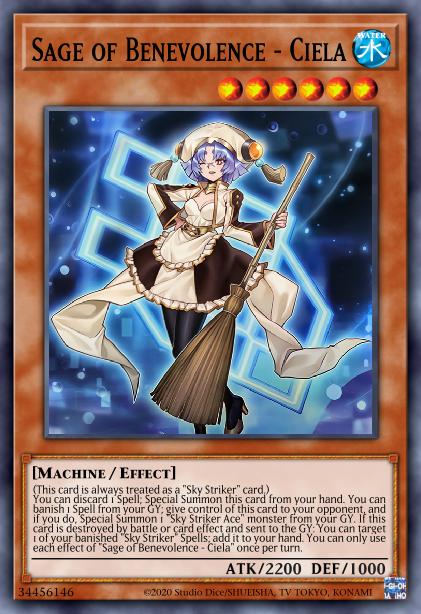 SAGE OF BENEVOLENCE - CIELA
WATER
水
[MACHINE / EFFECT]
(This card is always treated as a "Sky Striker" card.)
You can discard 1 Spell; Special Summon this card from your hand. You can
banish 1 Spell from your GY; give control of this card to your opponent, and
if you do, Special Summon 1 "Sky Striker Ace" monster from your GY. If this
card is destroyed by battle or card effect and sent to the GY: You can target
1 of your banished "Sky Striker" Spells; add it to your hand. You can only use
each effect of "Sage of Benevolence - Ciela" once per turn.
ATK/2200 DEF/1000
34456146
©2020 Studio Dice/SHUEISHA, TV TOKYO, KONAMI